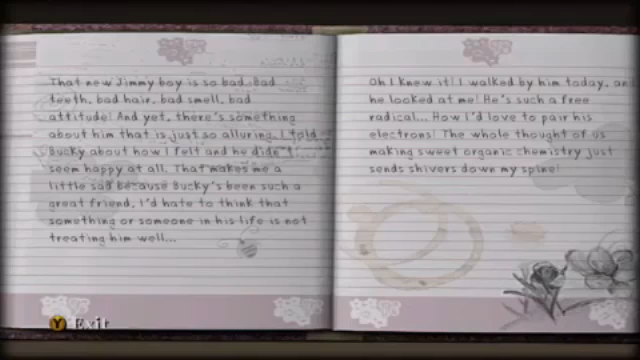 That new Jimmy boy is so bad. Bad
teeth, bad hair, bad smell, bad
attitude! And yet, there's something
about him that is just so alluring. I told
Bucky about how I felt and he didn't
seem happy at all. That makes me a
little sad because Bucky's been such a
great friend, I'd hate to think that
something or someone in his life is not
treating him well...
Oh I knew it! I walked by him today, and
he looked at me! He's such a free
radical... How I'd love to pair his
electrons! The whole thought of us
making sweet organic chemistry just
sends shivers down my spine!
Y Exit